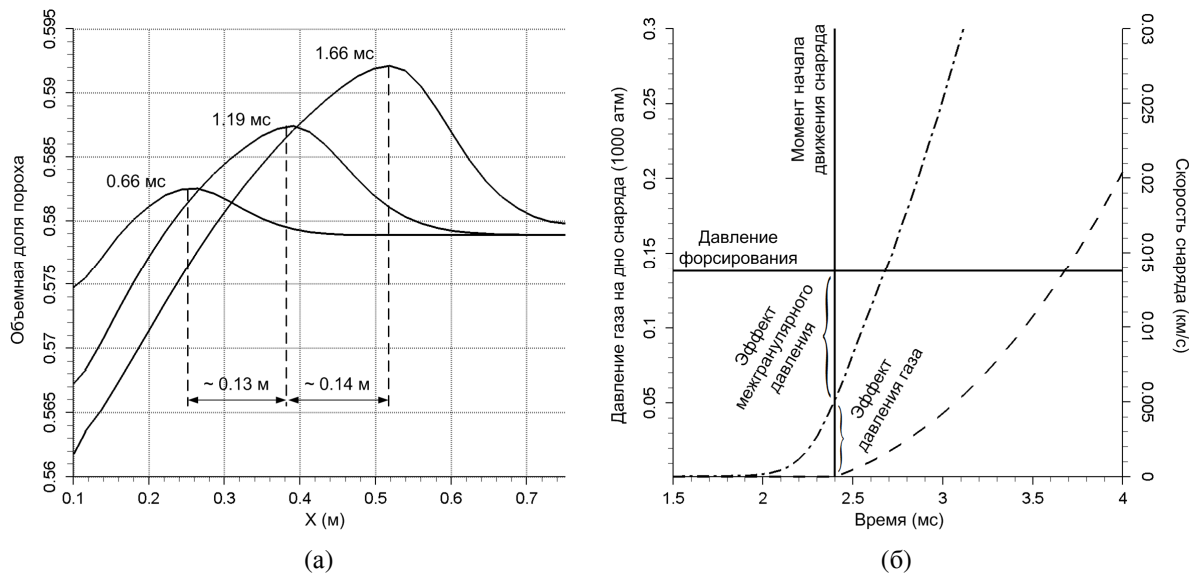 0.595
0.59
0.585
0.58
0.575
0.57
0.565
0.56
Объемная доля пороха
1.66 мс
1.19 мс
0.66 мс
~ 0.13 м
~ 0.14 м
0.1
0.2
0.3
0.4
0.5
0.6
0.7
X (м)
(а)
0.3
0.25
0.2
0.15
0.1
0.05
Давление газа на дно снаряда (1000 атм)
Момент начала
движения снаряда
Давление
форсирования
Эффект
межгранулярного
давления
Эффект
давления газа
0.03
0.025
0.02
0.015
0.01
0.005
0
Скорость снаряда (км/с)
1.5
2
2.5
3
3.5
4
Время (мс)
(б)